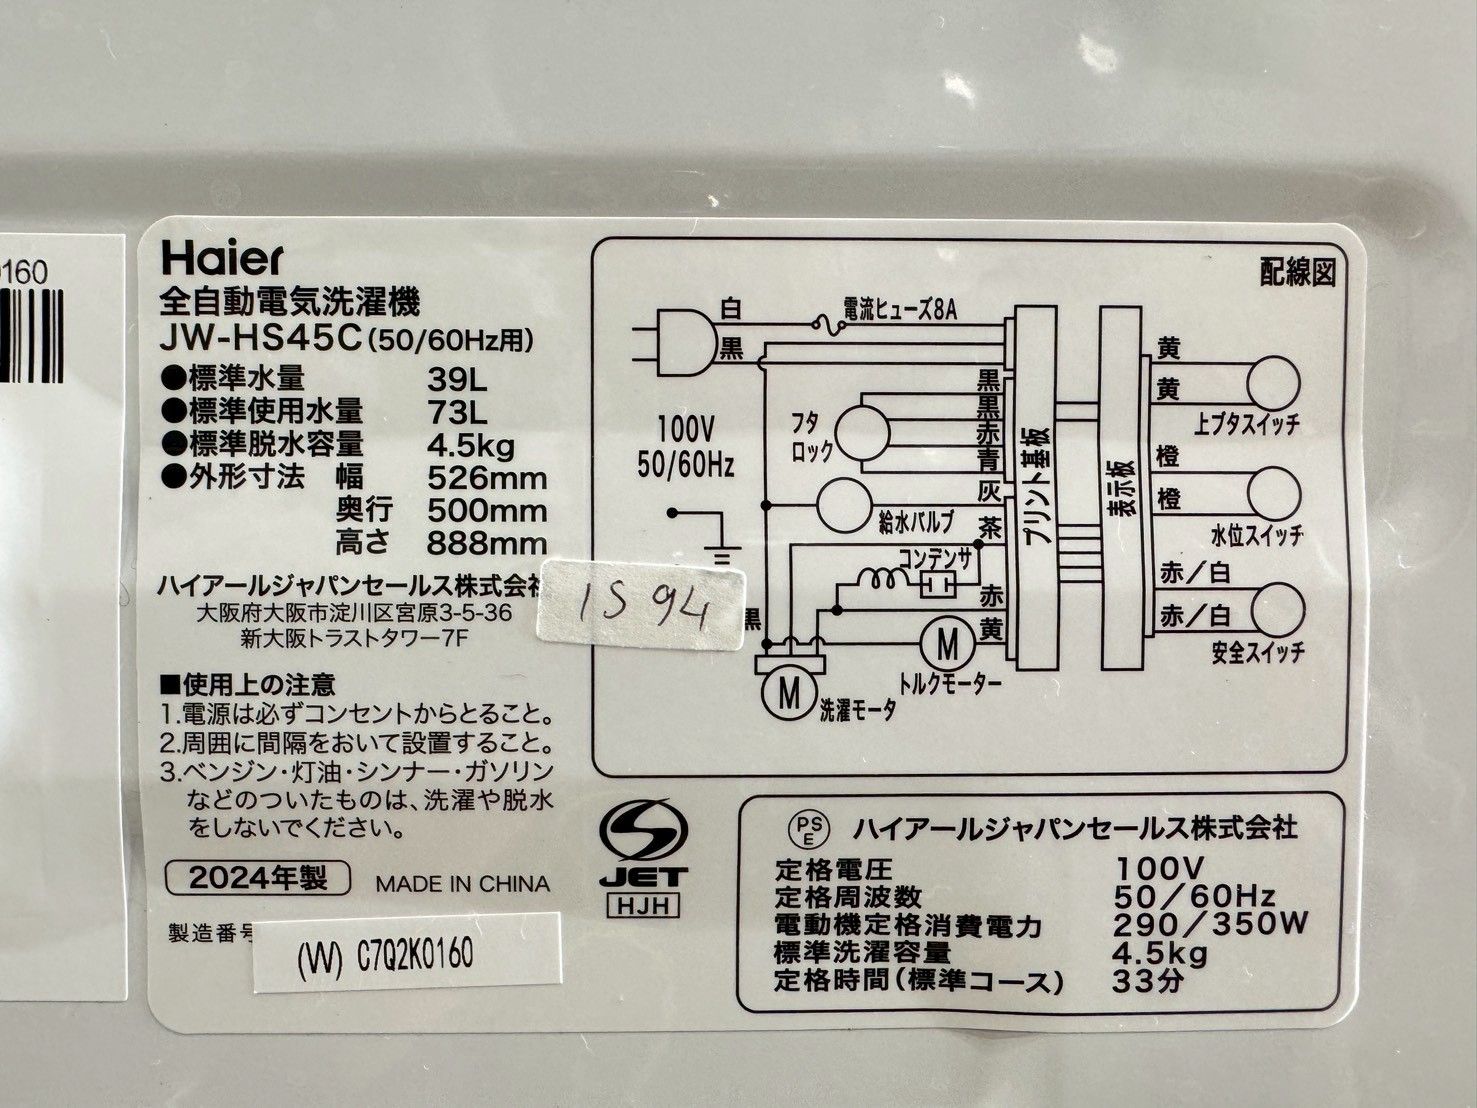 0160
Haier
全自動電気洗濯機
JW-HS45C(50/60Hz用)
●標準水量 39L
●標準使用水量 73L
●標準脱水容量 4.5kg
●外形寸法 幅 526mm
奥行 500mm
高さ 888mm
ハイアールジャパンセールス株式会社
大阪府大阪市淀川区宮原3-5-36
新大阪トラストタワー7F
■使用上の注意
1.電源は必ずコンセントからとること。
2.周囲に間隔をおいて設置すること。
3.ベンジン・灯油・シンナー・ガソリン
などのついたものは、洗濯や脱水
をしないでください。
2024年製 MADE IN CHINA
製造番号
(W) C7Q2K0160
1S94
配線図
白
電流ヒューズ8A
黒
100V
50/60Hz
フタ
ロック
黒
黒
赤
青
灰
給水バルブ
茶
コンデンサ
赤
黒
黄
M
トルクモーター
M
洗濯モータ
プリント基板
表示板
黄
黄
上ブタスイッチ
橙
橙
水位スイッチ
赤/白
赤/白
安全スイッチ
JET
HJH
PS
E
ハイアールジャパンセールス株式会社
定格電圧 100V
定格周波数 50/60Hz
電動機定格消費電力 290/350W
標準洗濯容量 4.5kg
定格時間(標準コース) 33分